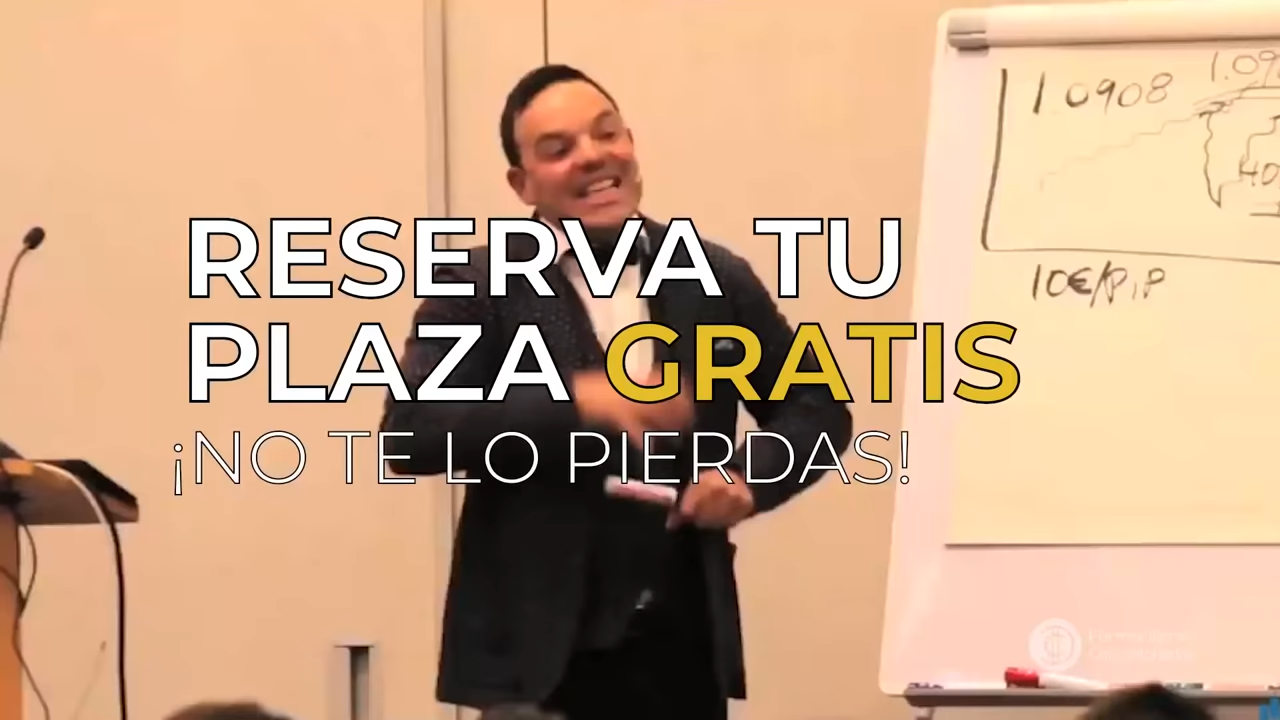 RESERVA TU
PLAZA GRATIS
¡NO TE LO PIERDAS!
1.0908
10€/PiP